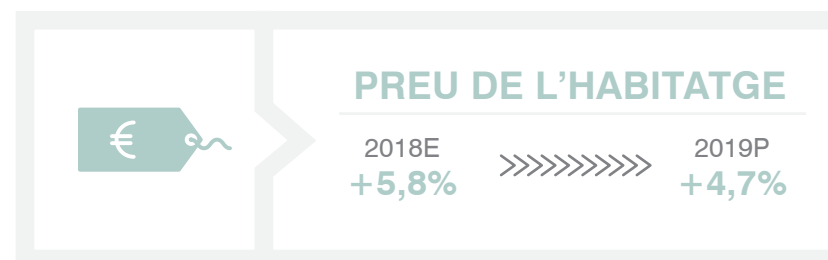 €
PREU DE L’HABITATGE
2018E
+5,8%
2019P
+4,7%